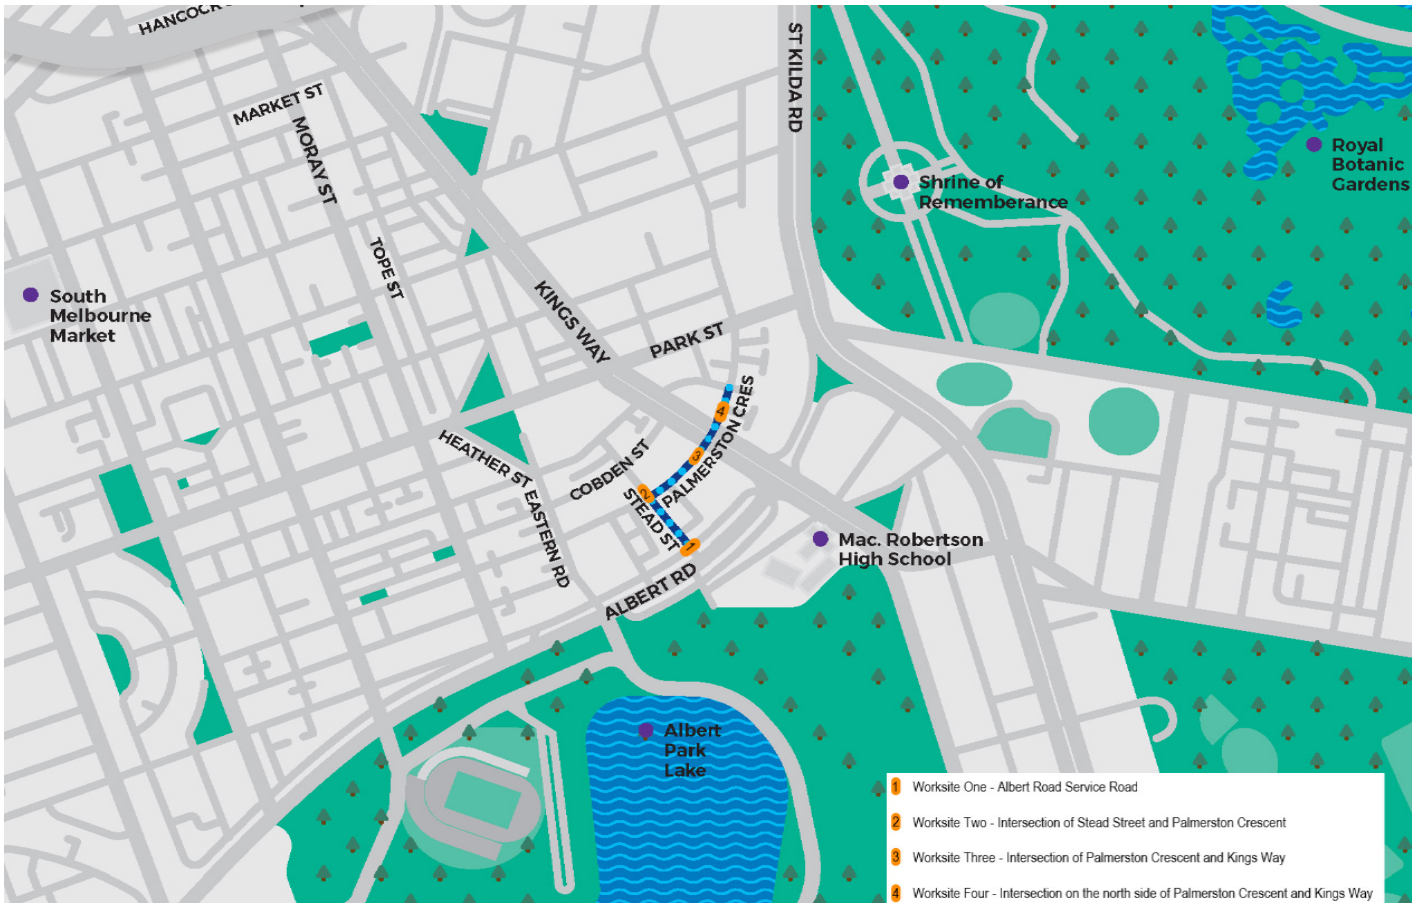 HANCOCK
ST KILDA RD
MARKET ST
MORAY ST
Royal
Botanic
Gardens
Shrine of
Rememberance
TOPE ST
South
Melbourne
Market
KINGS WAY
PARK ST
4
PALMERSTON CRES
3
HEATHER ST
COBDEN ST
2
STEAD ST
EASTERN RD
1
Mac. Robertson
High School
ALBERT RD
Albert
Park
Lake
1 Worksite One - Albert Road Service Road
2 Worksite Two - Intersection of Stead Street and Palmerston Crescent
3 Worksite Three - Intersection of Palmerston Crescent and Kings Way
4 Worksite Four - Intersection on the north side of Palmerston Crescent and Kings Way